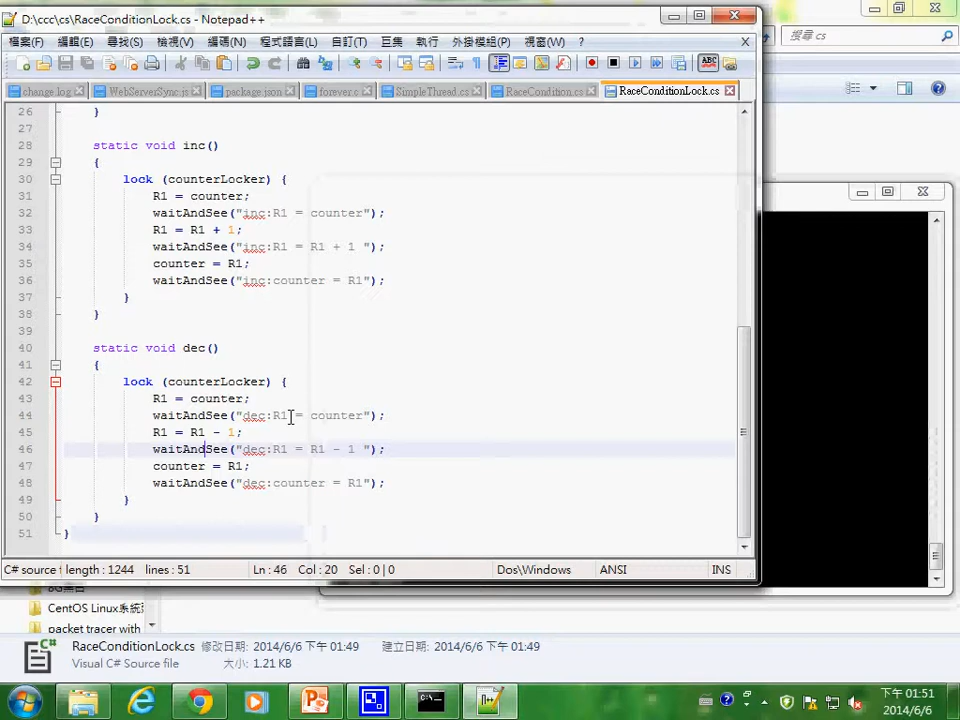 D:\ccc\cs\RaceConditionLock.cs - Notepad++
檔案(F) 編輯(E) 尋找(S) 檢視(V) 編碼(N) 程式語言(L) 自訂(T) 巨集 執行 外掛模組(P) 視窗(W) ? X
搜尋 cs
change.log WebServerSync.js package.json forever.c SimpleThread.cs RaceCondition.cs RaceConditionLock.cs
26 }
27
28 static void inc()
29 {
30 lock (counterLocker) {
31 R1 = counter;
32 waitAndSee("inc:R1 = counter");
33 R1 = R1 + 1;
34 waitAndSee("inc:R1 = R1 + 1 ");
35 counter = R1;
36 waitAndSee("inc:counter = R1");
37 }
38 }
39
40 static void dec()
41 {
42 lock (counterLocker) {
43 R1 = counter;
44 waitAndSee("dec:R1 = counter");
45 R1 = R1 - 1;
46 waitAndSee("dec:R1 = R1 - 1 ");
47 counter = R1;
48 waitAndSee("dec:counter = R1");
49 }
50 }
51 }
C# source f length : 1244 lines : 51 Ln : 46 Col : 20 Sel : 0 | 0 Dos\Windows ANSI INS
CentOS Linux系統
packet tracer with
RaceConditionLock.cs 修改日期: 2014/6/6 下午 01:49 建立日期: 2014/6/6 下午 01:49
Visual C# Source file 大小: 1.21 KB
下午 01:51
2014/6/6